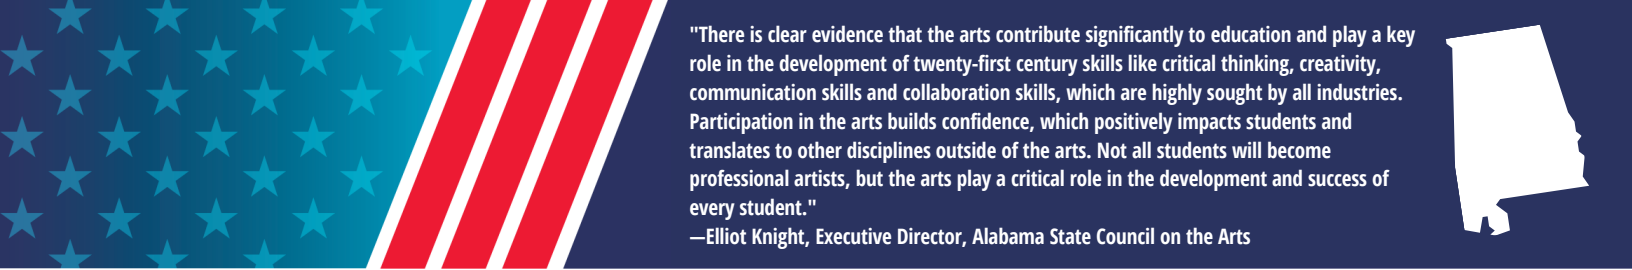 "There is clear evidence that the arts contribute significantly to education and play a key
role in the development of twenty-first century skills like critical thinking, creativity,
communication skills and collaboration skills, which are highly sought by all industries.
Participation in the arts builds confidence, which positively impacts students and
translates to other disciplines outside of the arts. Not all students will become
professional artists, but the arts play a critical role in the development and success of
every student."
—Elliot Knight, Executive Director, Alabama State Council on the Arts